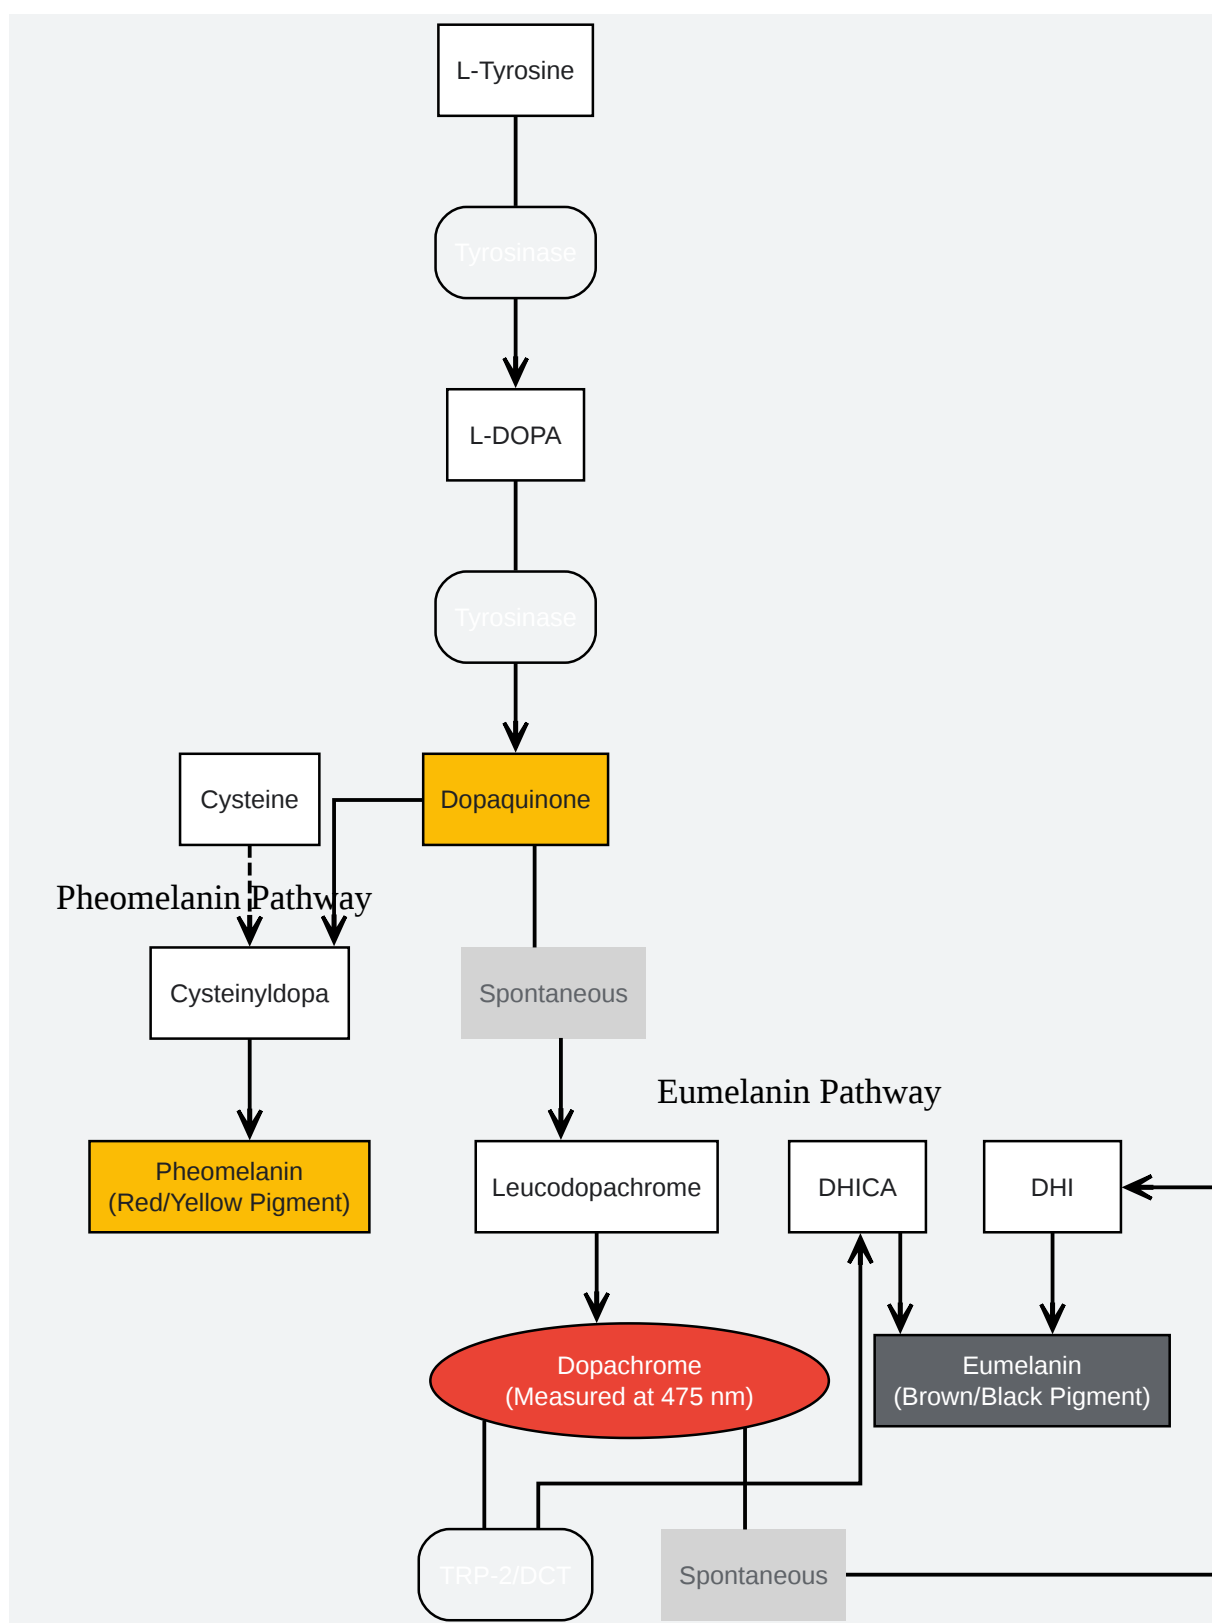 L-Tyrosine
Tyrosinase
L-DOPA
Tyrosinase
Cysteine
Dopaquinone
Pheomelanin Pathway
Cysteinyldopa
Spontaneous
Eumelanin Pathway
Pheomelanin
(Red/Yellow Pigment)
Leucodopachrome
DHICA
DHI
Dopachrome
(Measured at 475 nm)
Eumelanin
(Brown/Black Pigment)
TRP-2/DCT
Spontaneous